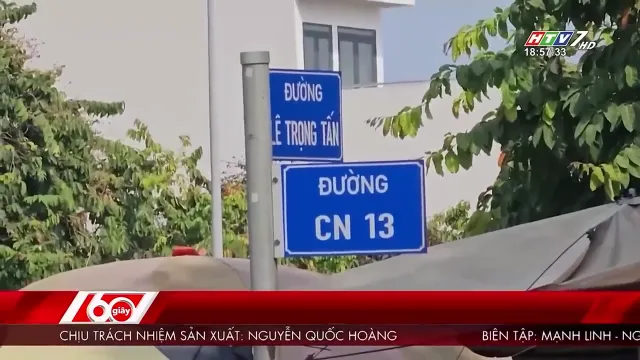 HTV7 HD
18:57:33
ĐƯỜNG
LÊ TRỌNG TẤN
ĐƯỜNG
CN 13
60 giây
CHỊU TRÁCH NHIỆM SẢN XUẤT: NGUYỄN QUỐC HOÀNG
BIÊN TẬP: MẠNH LINH - NG